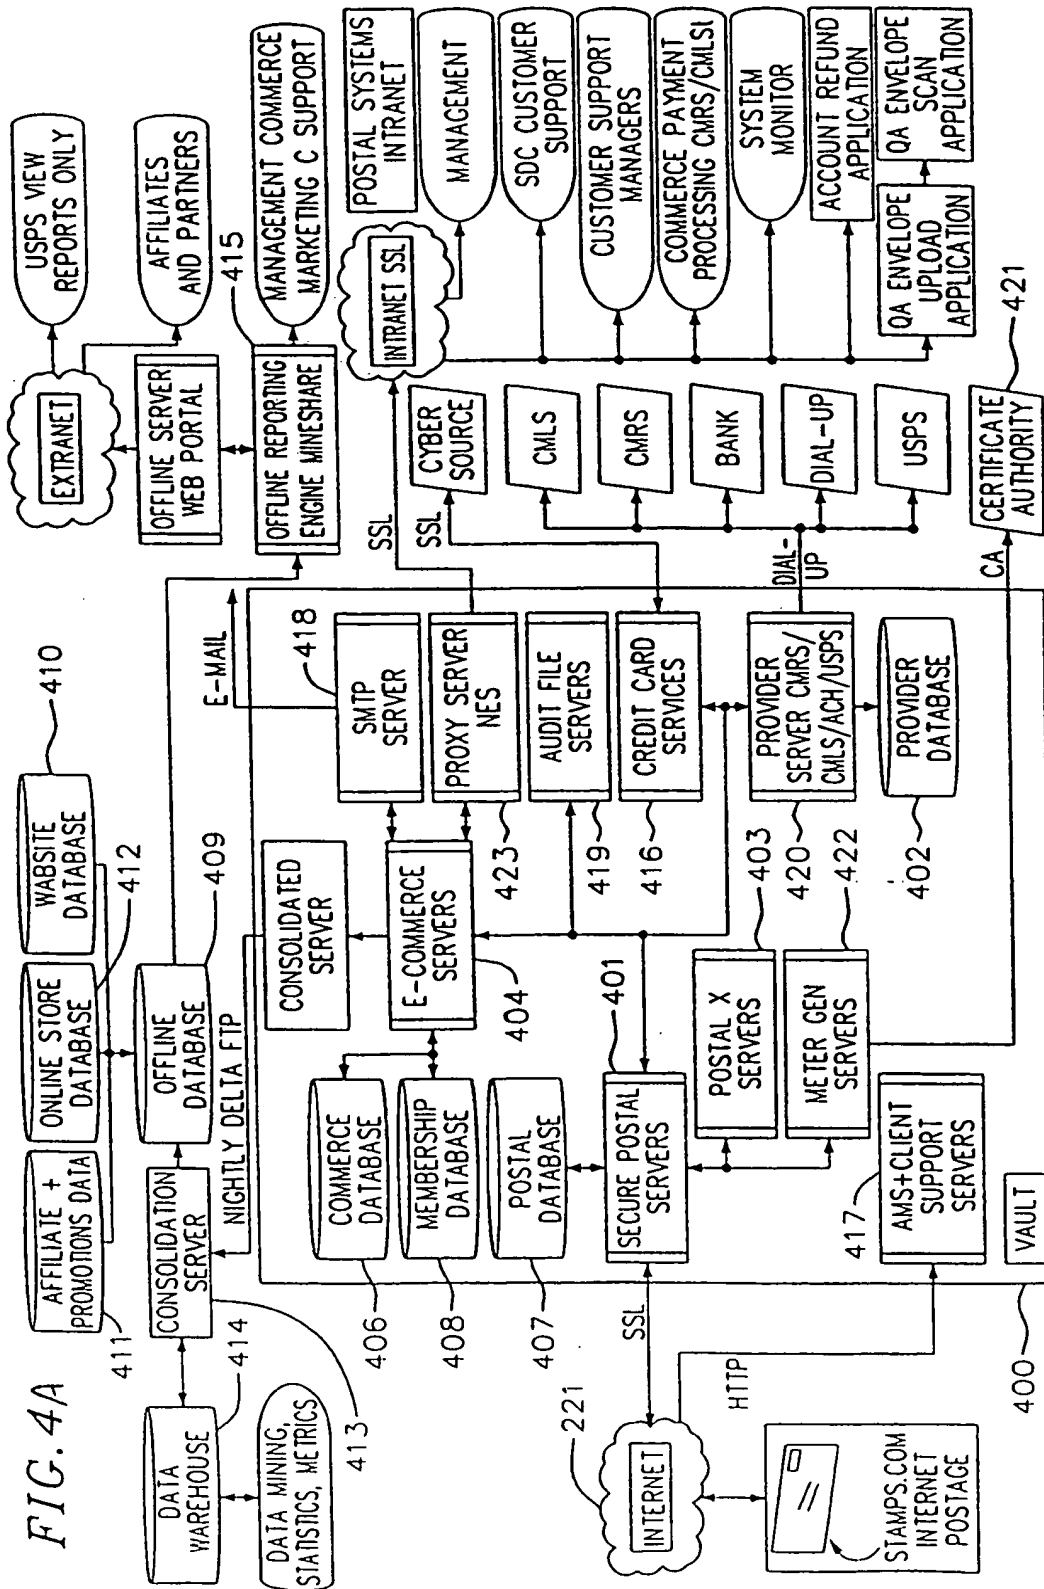 FIG. 4A
AFFILIATE +
PROMOTIONS DATA
411
ONLINE STORE
DATABASE
412
WABSITE
DATABASE
410
DATA
WAREHOUSE
414
DATA MINING,
STATISTICS, METRICS
CONSOLIDATION
SERVER
413
OFFLINE
DATABASE
409
NIGHTLY DELTA FTP
E-MAIL
EXTRANET
USPS VIEW
REPORTS ONLY
AFFILIATES
AND PARTNERS
OFFLINE SERVER
WEB PORTAL
415
OFFLINE REPORTING
ENGINE MINESHARE
MANAGEMENT COMMERCE
MARKETING C SUPPORT
COMMERCE
DATABASE
406
MEMBERSHIP
DATABASE
408
POSTAL
DATABASE
407
CONSOLIDATED
SERVER
E-COMMERCE
SERVERS
404
SMTP
SERVER
418
PROXY SERVER
NES
423
AUDIT FILE
SERVERS
419
CREDIT CARD
SERVICES
416
PROVIDER
SERVER CMRS/
CMLS/ACH/USPS
420
PROVIDER
DATABASE
402
SECURE POSTAL
SERVERS
401
POSTAL X
SERVERS
403
METER GEN
SERVERS
422
AMS+CLIENT
SUPPORT
SERVERS
417
VAULT
400
INTERNET
221
SSL
HTTP
STAMPS.COM
INTERNET
POSTAGE
SSL
SSL
DIAL-
UP
CA
CYBER
SOURCE
CMLS
CMRS
BANK
DIAL-UP
USPS
CERTIFICATE
AUTHORITY
421
INTRANET SSL
POSTAL SYSTEMS
INTRANET
MANAGEMENT
SDC CUSTOMER
SUPPORT
CUSTOMER SUPPORT
MANAGERS
COMMERCE PAYMENT
PROCESSING CMRS/CMLSI
SYSTEM
MONITOR
ACCOUNT REFUND
APPLICATION
QA ENVELOPE
UPLOAD
APPLICATION
QA ENVELOPE
SCAN
APPLICATION